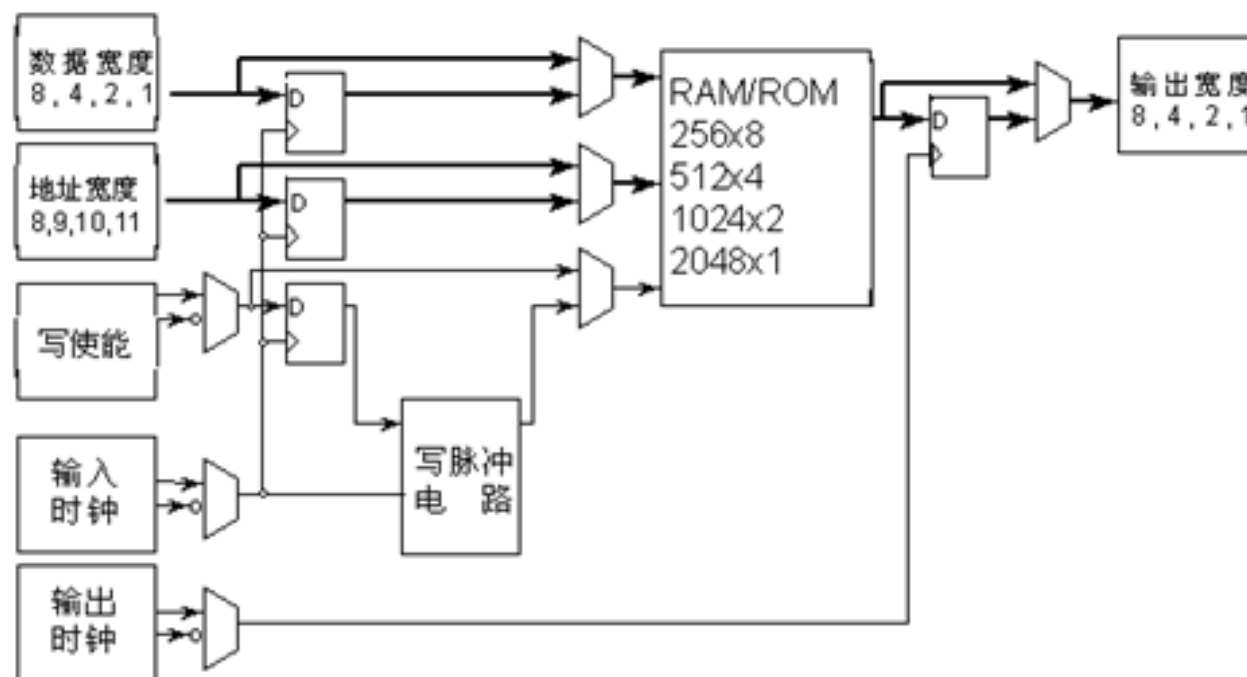 数据宽度
8,4,2,1
地址宽度
8,9,10,11
写使能
输入
时钟
输出
时钟
D
D
D
写脉冲
电 路
RAM/ROM
256x8
512x4
1024x2
2048x1
D
输出宽度
8,4,2,1